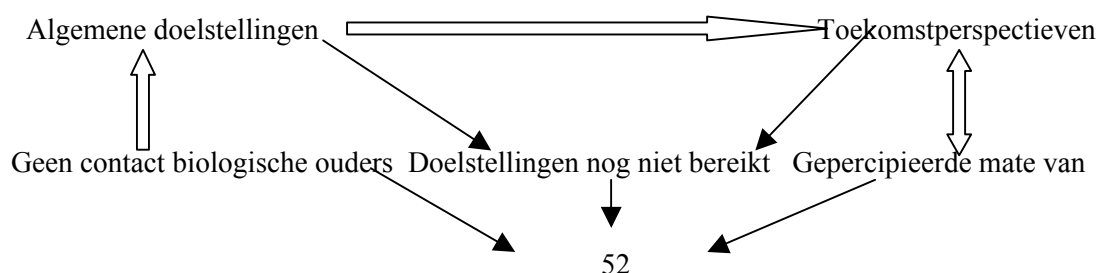 Algemene doelstellingen Toekomstperspectieven
Geen contact biologische ouders Doelstellingen nog niet bereikt Gepercipieerde mate van
52